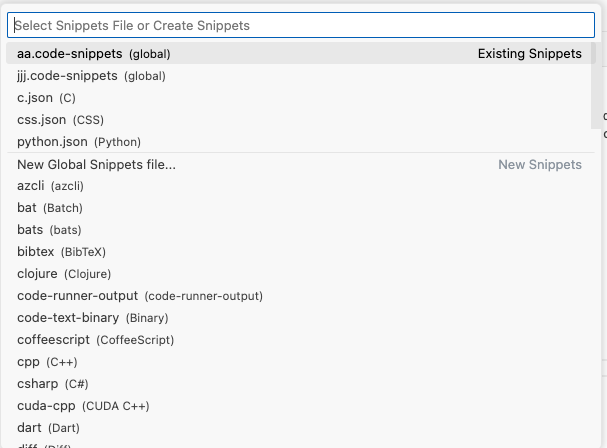 Select Snippets File or Create Snippets
aa.code-snippets (global) Existing Snippets
jjj.code-snippets (global)
c.json (C)
css.json (CSS)
python.json (Python)
New Global Snippets file... New Snippets
azcli (azcli)
bat (Batch)
bats (bats)
bibtex (BibTeX)
clojure (Clojure)
code-runner-output (code-runner-output)
code-text-binary (Binary)
coffeescript (CoffeeScript)
cpp (C++)
csharp (C#)
cuda-cpp (CUDA C++)
dart (Dart)
diff (Diff)